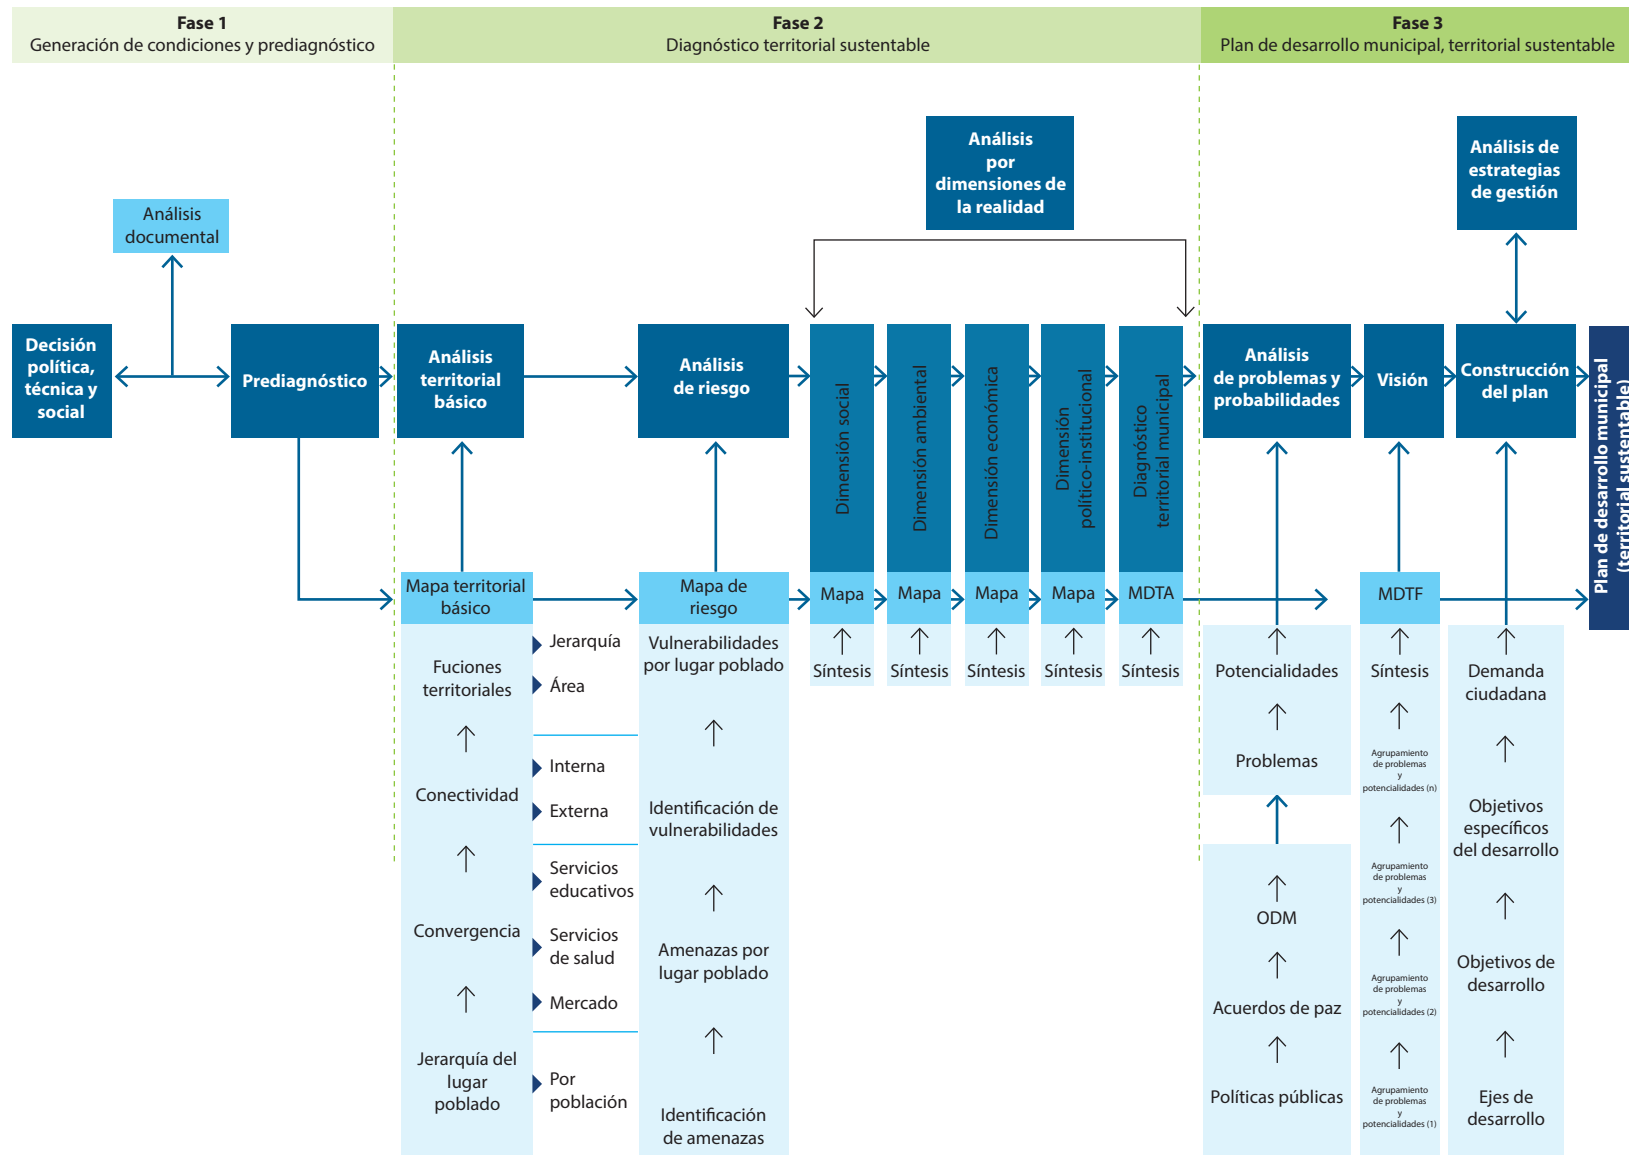 Fase 1
Generación de condiciones y prediagnóstico
Fase 2
Diagnóstico territorial sustentable
Fase 3
Plan de desarrollo municipal, territorial sustentable
Análisis
documental
Decisión
política,
técnica y
social
Prediagnóstico
Análisis
territorial
básico
Análisis
de riesgo
Análisis
por
dimensiones de
la realidad
Dimensión social
Dimensión ambiental
Dimensión económica
Dimensión
político-institucional
Diagnóstico
territorial municipal
Análisis
de problemas y
probabilidades
Visión
Análisis de
estrategias
de gestión
Construcción
del plan
Plan de desarrollo municipal
(territorial sustentable)
Mapa territorial
básico
Mapa de
riesgo
Mapa
Mapa
Mapa
Mapa
MDTA
MDTF
Fuciones
territoriales
Jerarquía
Área
Conectividad
Interna
Externa
Convergencia
Servicios
educativos
Servicios
de salud
Mercado
Jerarquía del
lugar
poblado
Por
población
Vulnerabilidades
por lugar poblado
Identificación de
vulnerabilidades
Amenazas por
lugar poblado
Identificación
de amenazas
Síntesis
Síntesis
Síntesis
Síntesis
Síntesis
Potencialidades
Problemas
ODM
Acuerdos de paz
Políticas públicas
Síntesis
Agrupamiento
de problemas
y
potencialidades (n)
Agrupamiento
de problemas
y
potencialidades (3)
Agrupamiento
de problemas
y
potencialidades (2)
Agrupamiento
de problemas
y
potencialidades (1)
Demanda
ciudadana
Objetivos
específicos
del desarrollo
Objetivos de
desarrollo
Ejes de
desarrollo